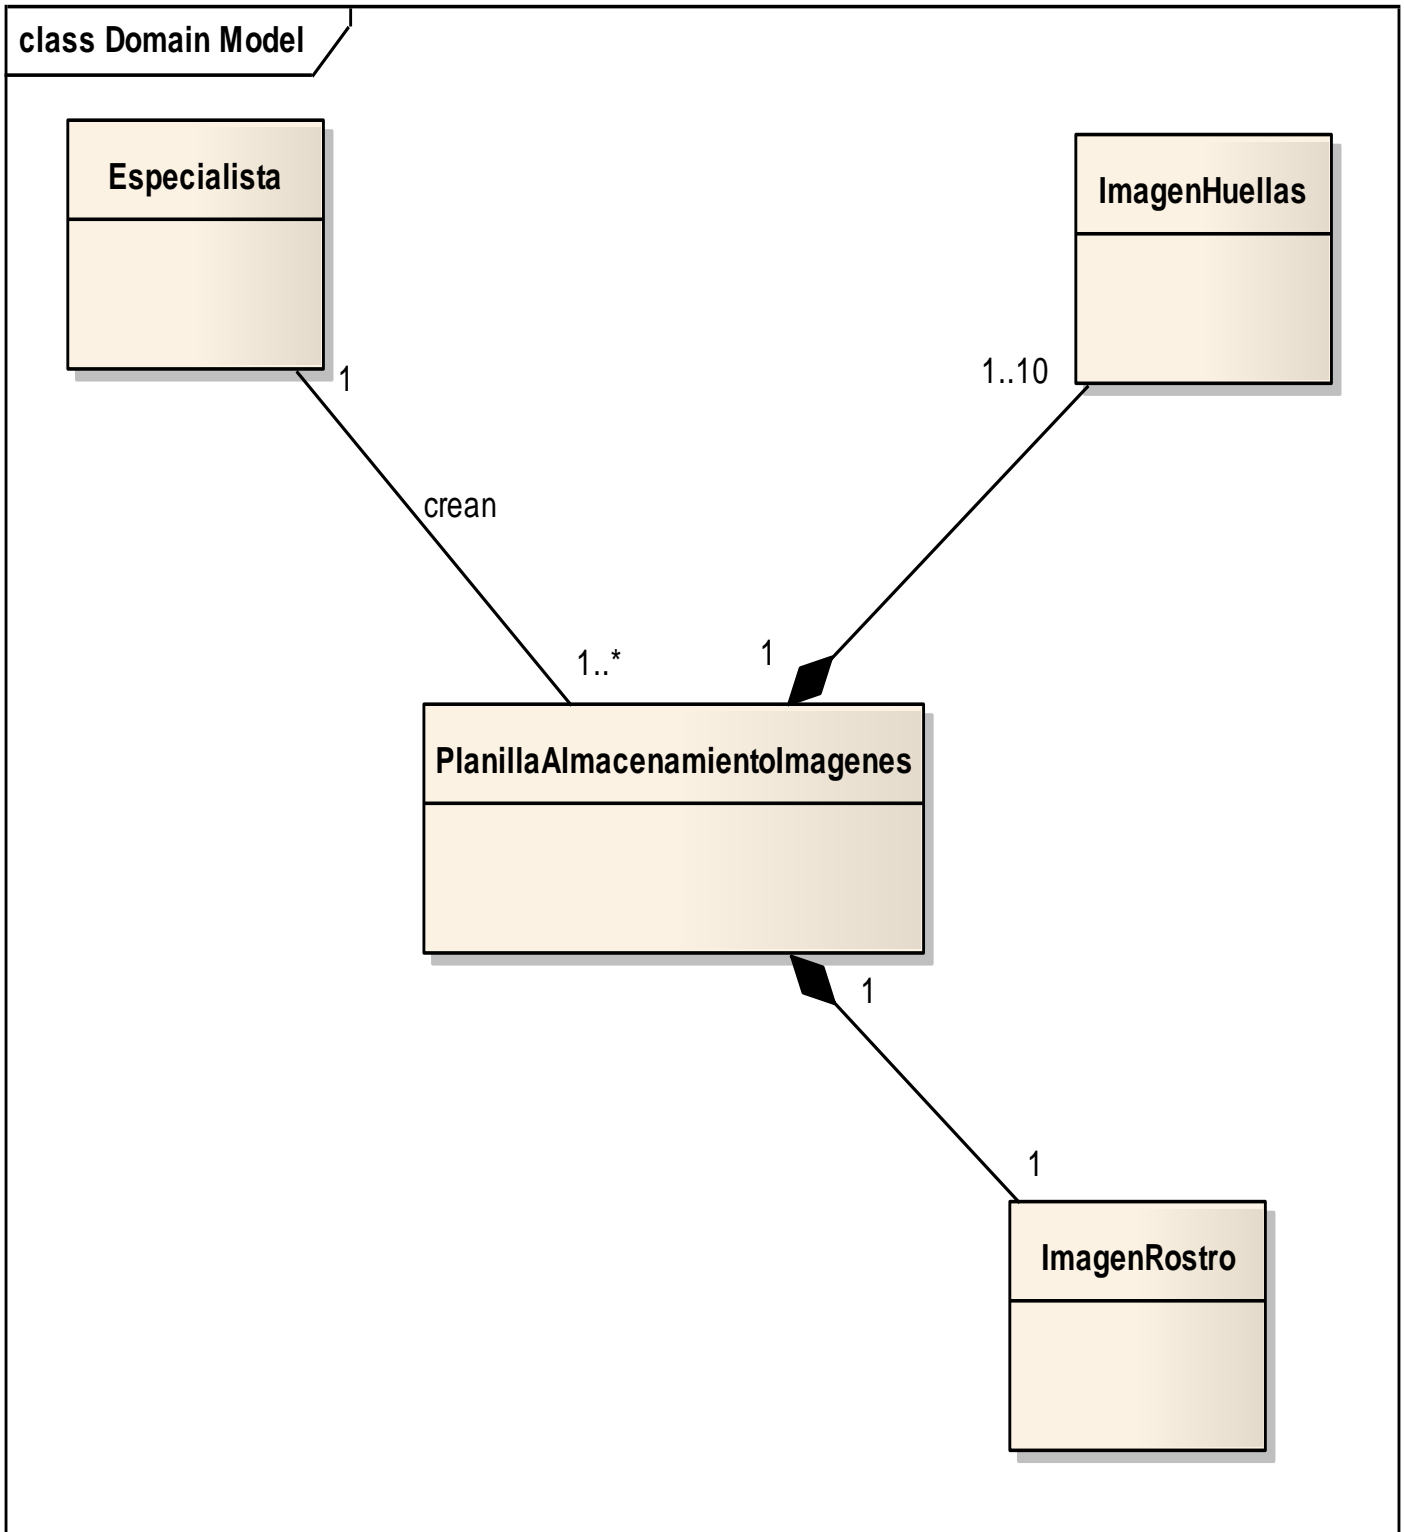 class Domain Model
Especialista
ImagenHuellas
1
1..10
crean
1..*
1
PlanillaAlmacenamientoImagenes
1
1
ImagenRostro